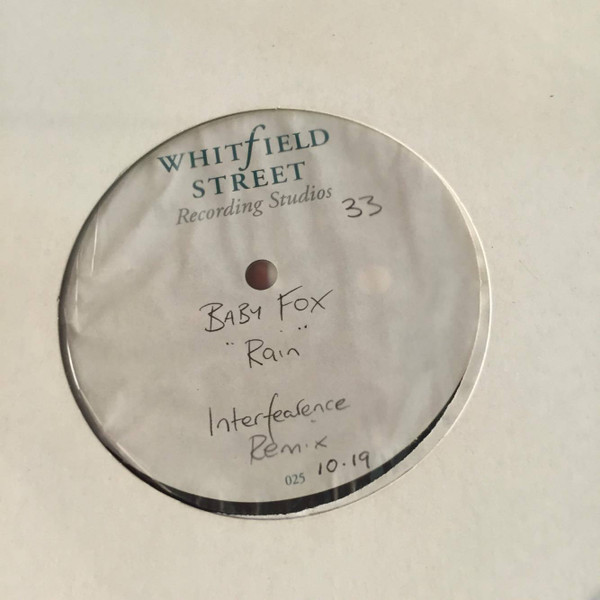 WHITfIELD
STREET
Recording Studios
33
BABY FOX
"Rain"
Interfearence
Remix
025 10.19